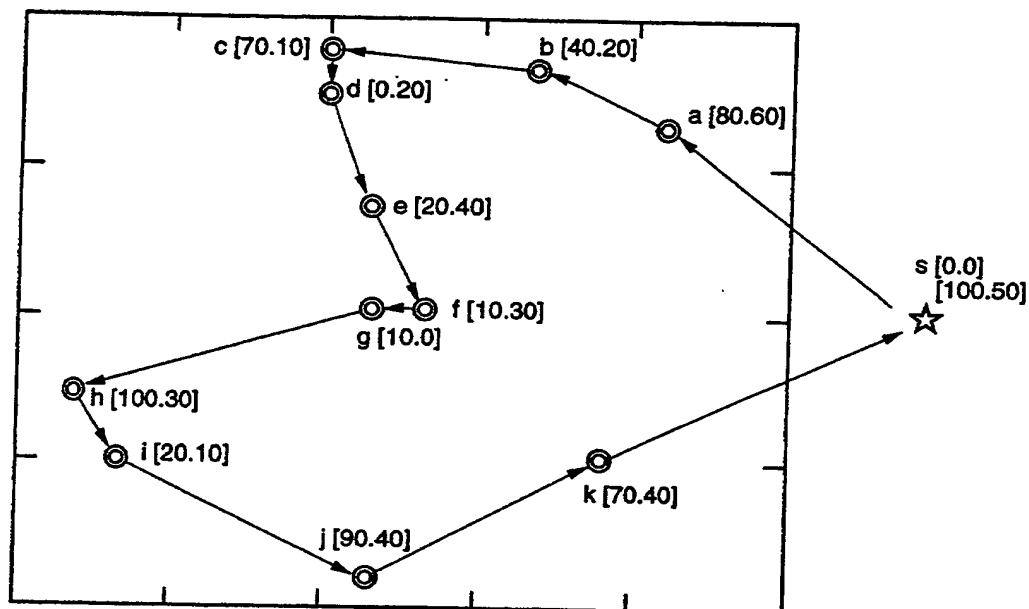 c [70.10]
b [40.20]
d [0.20]
a [80.60]
e [20.40]
s [0.0]
[100.50]
f [10.30]
g [10.0]
h [100.30]
i [20.10]
k [70.40]
j [90.40]